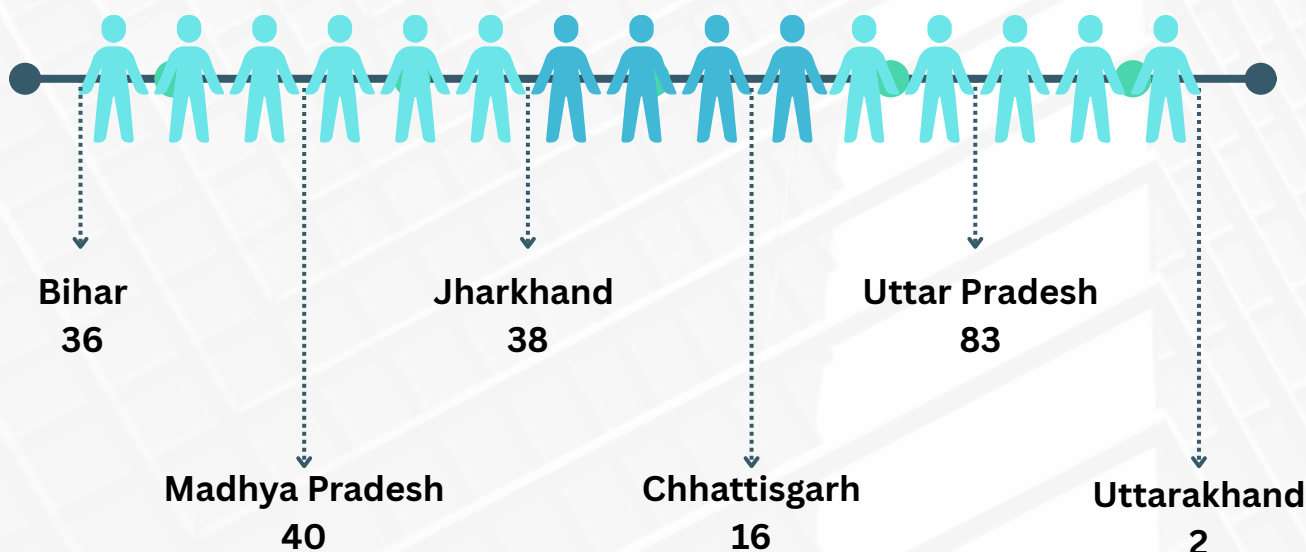 Bihar
36
Madhya Pradesh
40
Jharkhand
38
Chhattisgarh
16
Uttar Pradesh
83
Uttarakhand
2